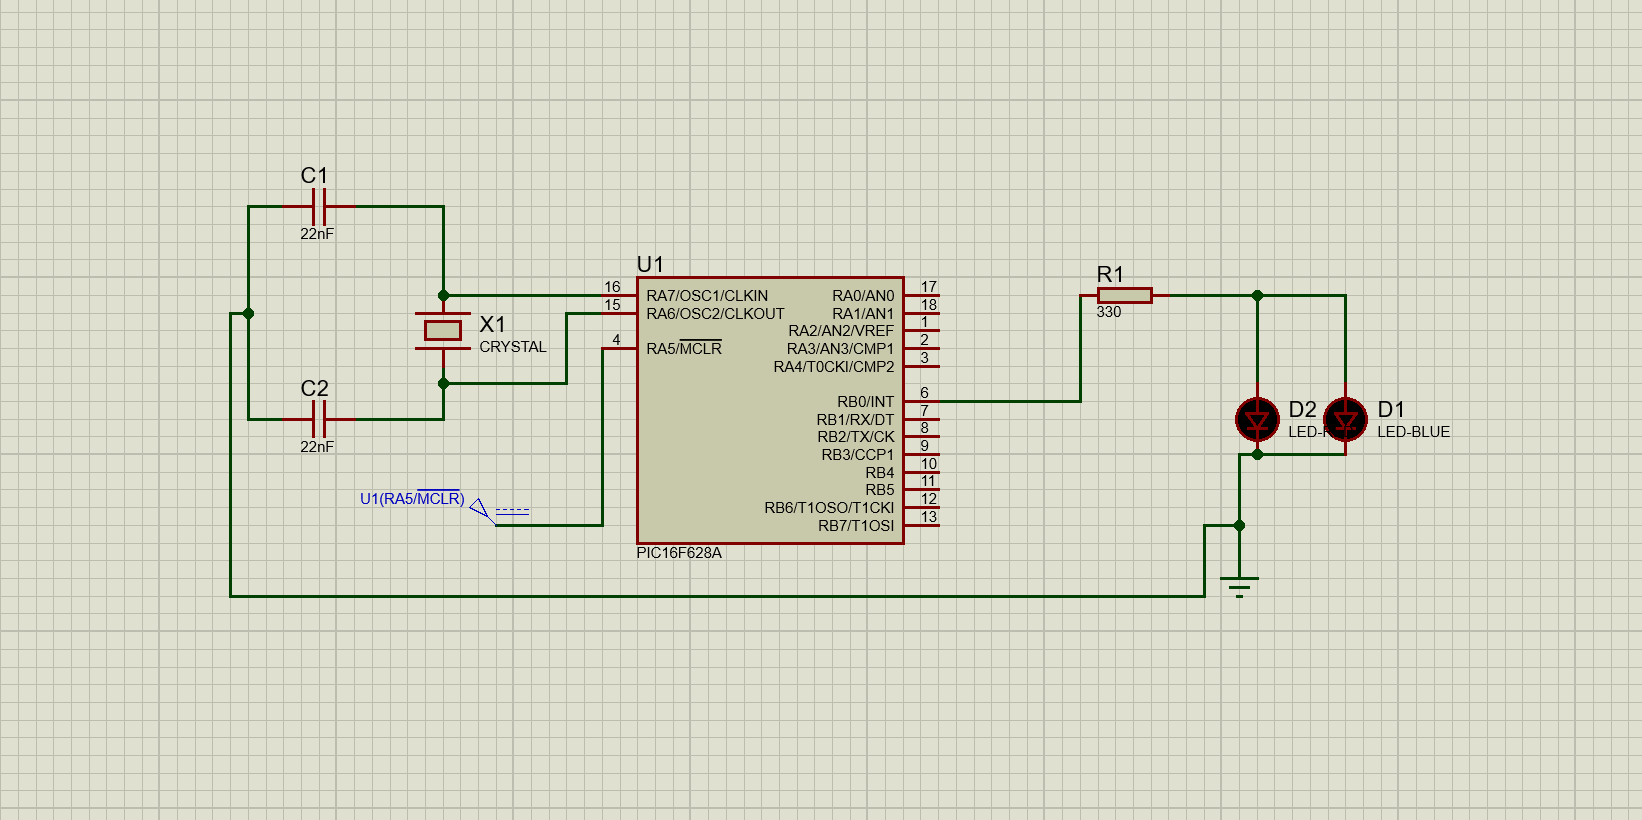 C1
22nF
C2
22nF
X1
CRYSTAL
U1(RA5/MCLR)
U1
16 RA7/OSC1/CLKIN
15 RA6/OSC2/CLKOUT
4 RA5/MCLR
RA0/AN0 17
RA1/AN1 18
RA2/AN2/VREF 1
RA3/AN3/CMP1 2
RA4/T0CKI/CMP2 3
RB0/INT 6
RB1/RX/DT 7
RB2/TX/CK 8
RB3/CCP1 9
RB4 10
RB5 11
RB6/T1OSO/T1CKI 12
RB7/T1OSI 13
PIC16F628A
R1
330
D2
D1
LED-BLUE